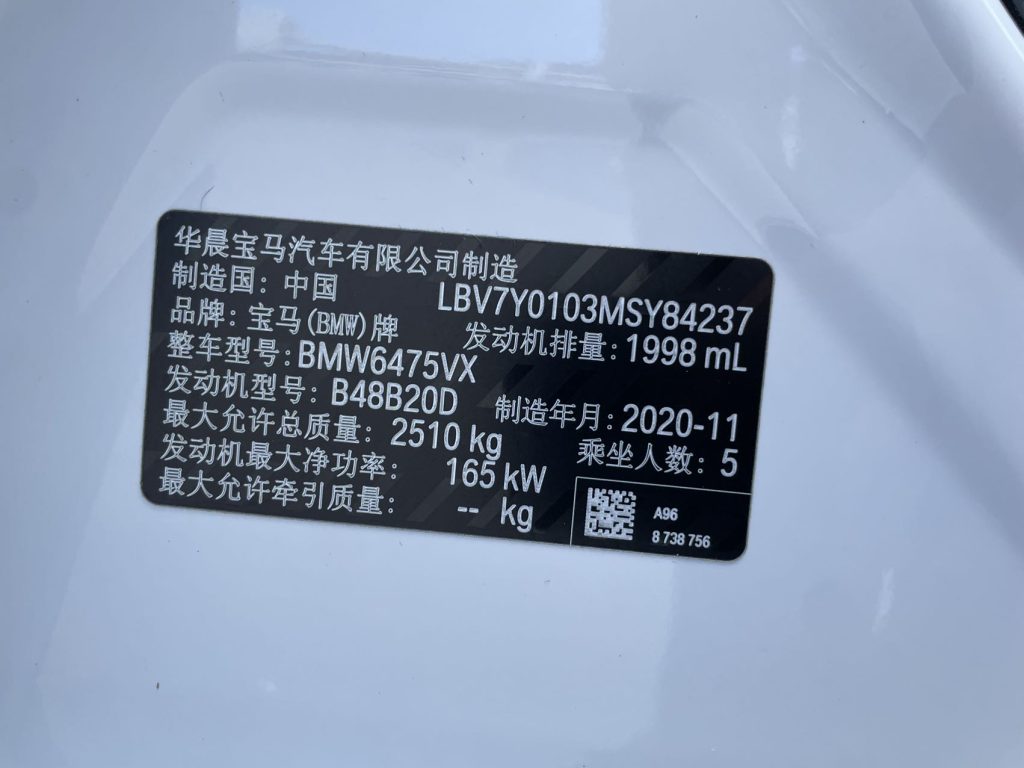 华晨宝马汽车有限公司制造
制造国: 中国 LBV7Y0103MSY84237
品牌: 宝马(BMW)牌 发动机排量: 1998 mL
整车型号: BMW6475VX
发动机型号: B48B20D 制造年月: 2020-11
最大允许总质量: 2510 kg 乘坐人数: 5
发动机最大净功率: 165 kW
最大允许牵引质量: -- kg
A96
8 738 756